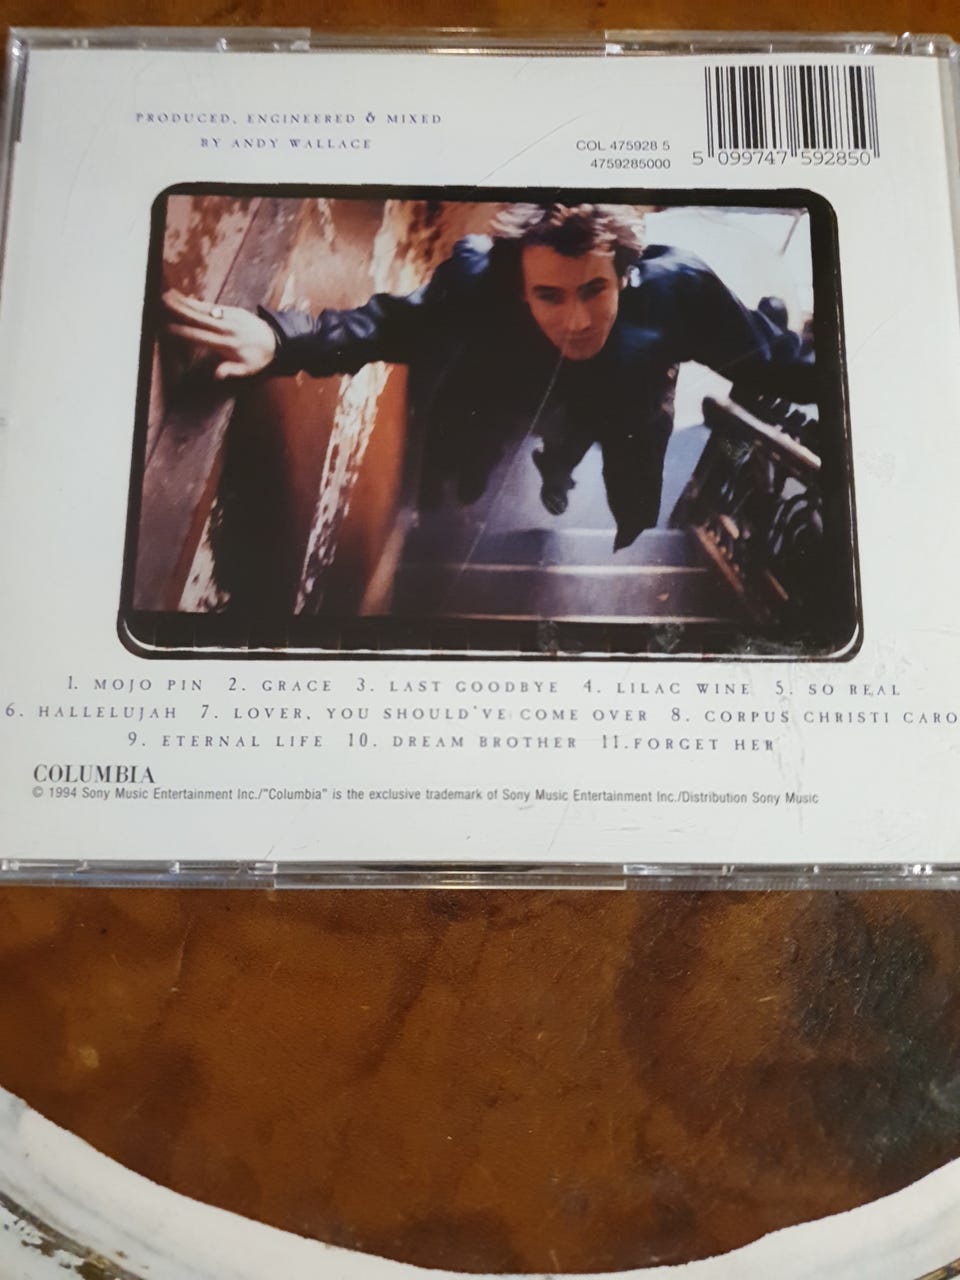 PRODUCED, ENGINEERED & MIXED
BY ANDY WALLACE
COL 475928 5
4759285000
5 099747 592850
1. MOJO PIN 2. GRACE 3. LAST GOODBYE 4. LILAC WINE 5. SO REAL
6. HALLELUJAH 7. LOVER, YOU SHOULD'VE COME OVER 8. CORPUS CHRISTI CARO
9. ETERNAL LIFE 10. DREAM BROTHER 11.FORGET HER
COLUMBIA
© 1994 Sony Music Entertainment Inc./"Columbia" is the exclusive trademark of Sony Music Entertainment Inc./Distribution Sony Music